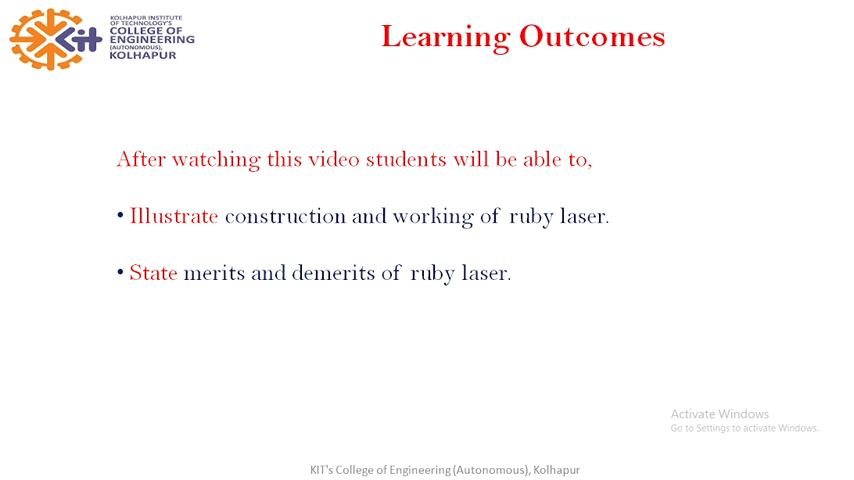 KOLHAPUR INSTITUTE
OF TECHNOLOGY'S
COLLEGE OF
ENGINEERING
(AUTONOMOUS),
KOLHAPUR
Kit
Learning Outcomes
After watching this video students will be able to,
• Illustrate construction and working of ruby laser.
• State merits and demerits of ruby laser.
Activate Windows
Go to Settings to activate Windows.
KIT's College of Engineering (Autonomous), Kolhapur